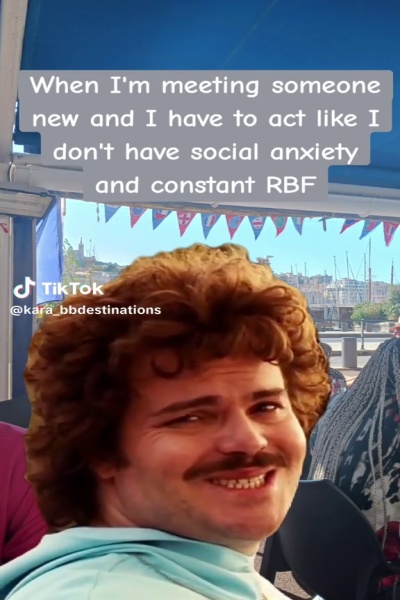 When I'm meeting someone
new and I have to act like I
don't have social anxiety
and constant RBF
TikTok
@kara_bbdestinations